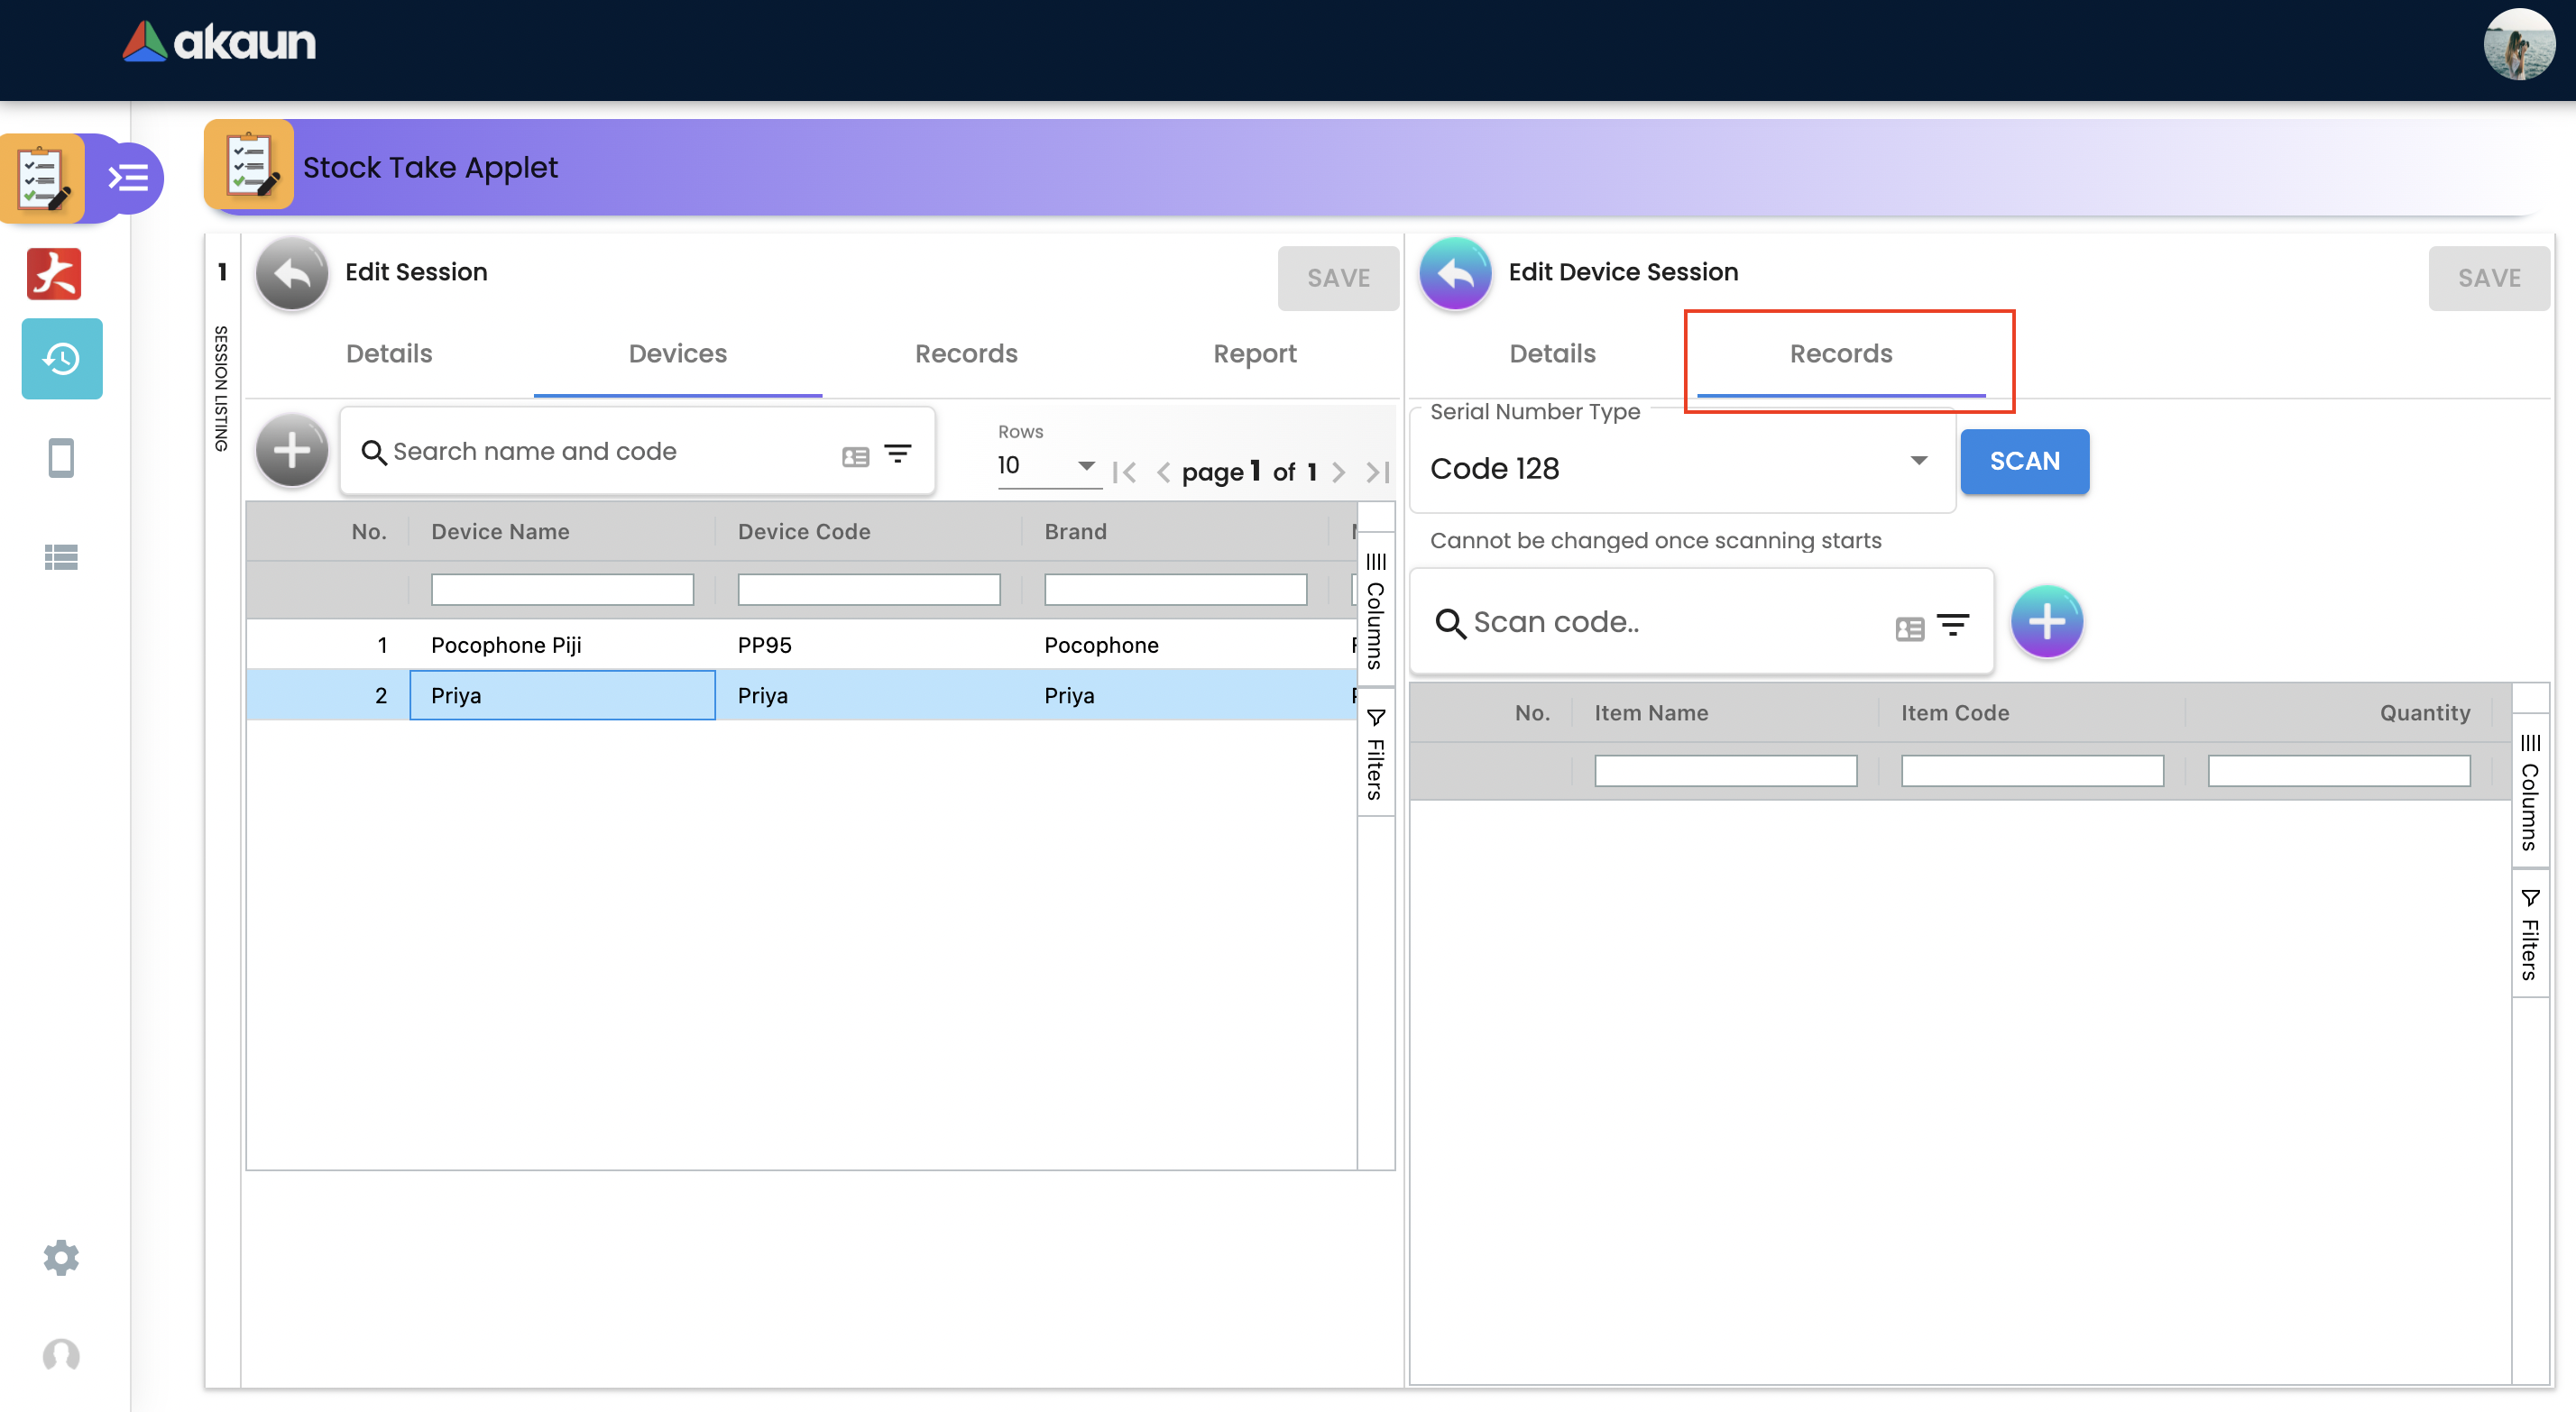 akaun
Stock Take Applet
1
SESSION LISTING
Edit Session
SAVE
Details
Devices
Records
Report
Search name and code
Rows
10
page 1 of 1
No.
Device Name
Device Code
Brand
1
Pocophone Piji
PP95
Pocophone
2
Priya
Priya
Priya
Columns
Filters
Edit Device Session
SAVE
Details
Records
Serial Number Type
Code 128
SCAN
Cannot be changed once scanning starts
Scan code..
No.
Item Name
Item Code
Quantity
Columns
Filters